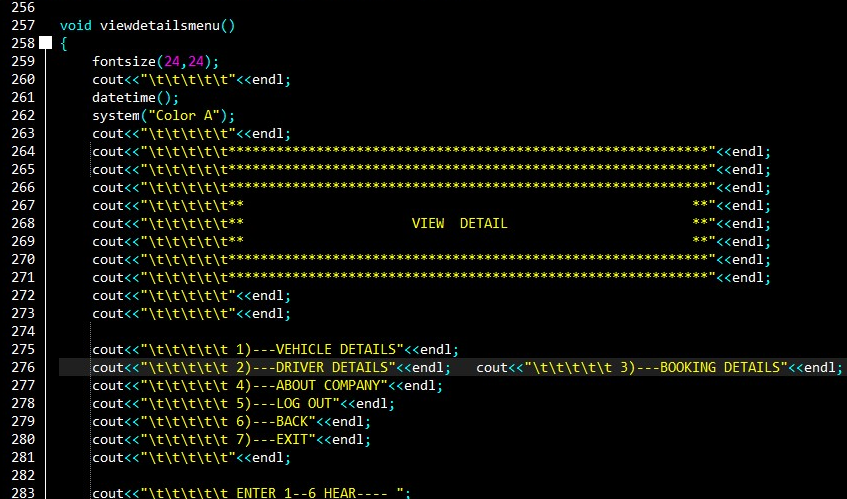 256
257 void viewdetailsmenu()
258 {
259 fontsize(24,24);
260 cout<<"\t\t\t\t\t"<<endl;
261 datetime();
262 system("Color A");
263 cout<<"\t\t\t\t\t"<<endl;
264 cout<<"\t\t\t\t\t************************************************************"<<endl;
265 cout<<"\t\t\t\t\t************************************************************"<<endl;
266 cout<<"\t\t\t\t\t************************************************************"<<endl;
267 cout<<"\t\t\t\t\t**                                                        **"<<endl;
268 cout<<"\t\t\t\t\t**                     VIEW  DETAIL                       **"<<endl;
269 cout<<"\t\t\t\t\t**                                                        **"<<endl;
270 cout<<"\t\t\t\t\t************************************************************"<<endl;
271 cout<<"\t\t\t\t\t************************************************************"<<endl;
272 cout<<"\t\t\t\t\t"<<endl;
273 cout<<"\t\t\t\t\t"<<endl;
274
275 cout<<"\t\t\t\t\t 1)---VEHICLE DETAILS"<<endl;
276 cout<<"\t\t\t\t\t 2)---DRIVER DETAILS"<<endl;   cout<<"\t\t\t\t\t 3)---BOOKING DETAILS"<<endl;
277 cout<<"\t\t\t\t\t 4)---ABOUT COMPANY"<<endl;
278 cout<<"\t\t\t\t\t 5)---LOG OUT"<<endl;
279 cout<<"\t\t\t\t\t 6)---BACK"<<endl;
280 cout<<"\t\t\t\t\t 7)---EXIT"<<endl;
281 cout<<"\t\t\t\t\t"<<endl;
282
283 cout<<"\t\t\t\t\t ENTER 1--6 HEAR---- ";